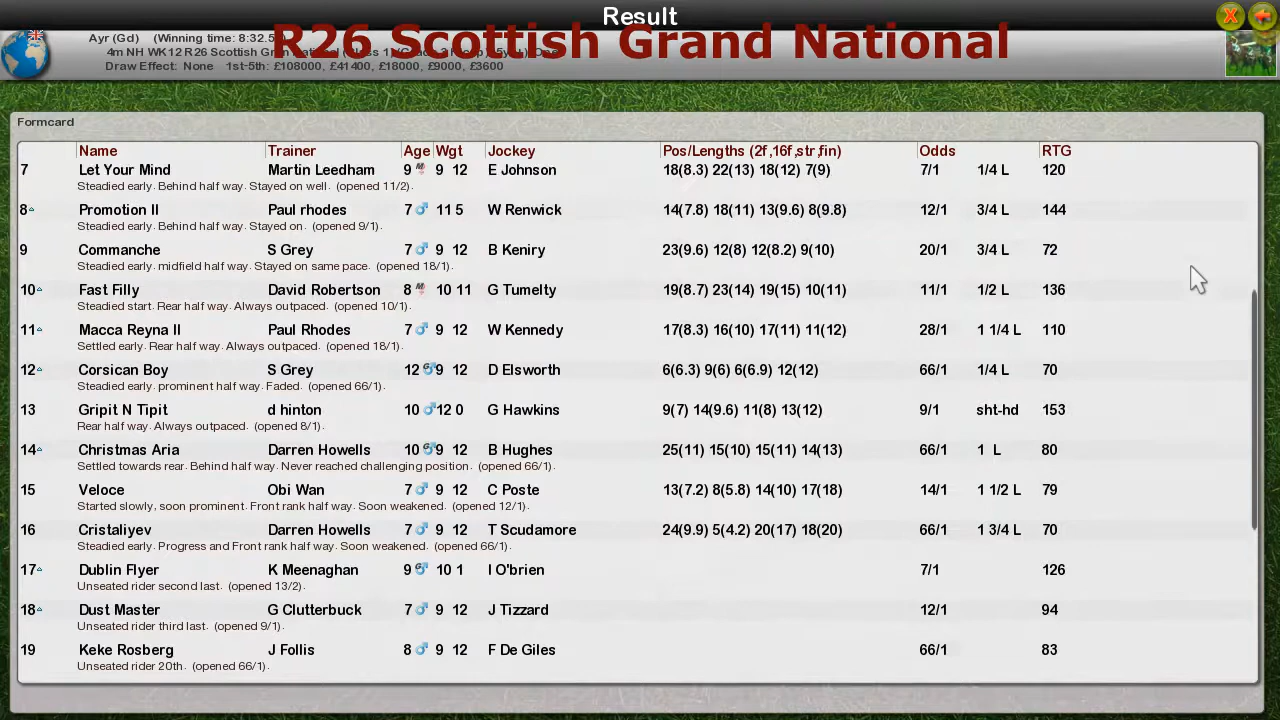 Result
R26 Scottish Grand National
Ayr (Gd) (Winning time: 8:32.5
4m NH WK12 R26 Scottish Gran
Draw Effect: None 1st-5th: £108000, £41400, £18000, £9000, £3600
Formcard
Name Trainer Age Wgt Jockey Pos/Lengths (2f,16f,str,fin) Odds RTG
7 Let Your Mind Martin Leedham 9 9 12 E Johnson 18(8.3) 22(13) 18(12) 7(9) 7/1 1/4 L 120
Steadied early. Behind half way. Stayed on well. (opened 11/2).
8 Promotion II Paul rhodes 7 11 5 W Renwick 14(7.8) 18(11) 13(9.6) 8(9.8) 12/1 3/4 L 144
Steadied early. Behind half way. Stayed on. (opened 9/1).
9 Commanche S Grey 7 9 12 B Keniry 23(9.6) 12(8) 12(8.2) 9(10) 20/1 3/4 L 72
Steadied early. midfield half way. Stayed on same pace. (opened 18/1).
10 Fast Filly David Robertson 8 10 11 G Tumelty 19(8.7) 23(14) 19(15) 10(11) 11/1 1/2 L 136
Steadied start. Rear half way. Always outpaced. (opened 10/1).
11 Macca Reyna II Paul Rhodes 7 9 12 W Kennedy 17(8.3) 16(10) 17(11) 11(12) 28/1 1 1/4 L 110
Settled early. Rear half way. Always outpaced. (opened 18/1).
12 Corsican Boy S Grey 12 9 12 D Elsworth 6(6.3) 9(6) 6(6.9) 12(12) 66/1 1/4 L 70
Steadied early. prominent half way. Faded. (opened 66/1).
13 Gripit N Tipit d hinton 10 12 0 G Hawkins 9(7) 14(9.6) 11(8) 13(12) 9/1 sht-hd 153
Rear half way. Always outpaced. (opened 8/1).
14 Christmas Aria Darren Howells 10 9 12 B Hughes 25(11) 15(10) 15(11) 14(13) 66/1 1 L 80
Settled towards rear. Behind half way. Never reached challenging position. (opened 66/1).
15 Veloce Obi Wan 7 9 12 C Poste 13(7.2) 8(5.8) 14(10) 17(18) 14/1 1 1/2 L 79
Started slowly, soon prominent. Front rank half way. Soon weakened. (opened 12/1).
16 Cristaliyev Darren Howells 7 9 12 T Scudamore 24(9.9) 5(4.2) 20(17) 18(20) 66/1 1 3/4 L 70
Steadied early. Progress and Front rank half way. Soon weakened. (opened 66/1).
17 Dublin Flyer K Meenaghan 9 10 1 I O'brien 7/1 126
Unseated rider second last. (opened 13/2).
18 Dust Master G Clutterbuck 7 9 12 J Tizzard 12/1 94
Unseated rider third last. (opened 9/1).
19 Keke Rosberg J Follis 8 9 12 F De Giles 66/1 83
Unseated rider 20th. (opened 66/1).